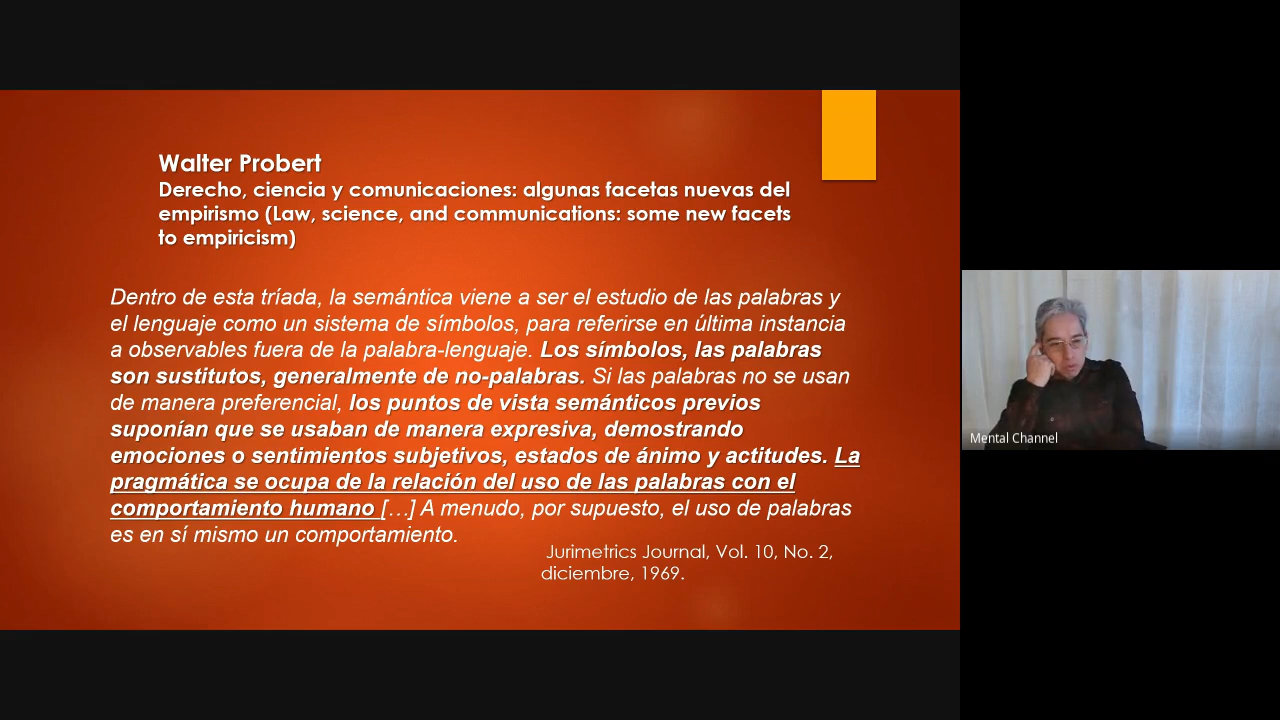 Walter Probert
Derecho, ciencia y comunicaciones: algunas facetas nuevas del
empirismo (Law, science, and communications: some new facets
to empiricism)
Dentro de esta tríada, la semántica viene a ser el estudio de las palabras y
el lenguaje como un sistema de símbolos, para referirse en última instancia
a observables fuera de la palabra-lenguaje. Los símbolos, las palabras
son sustitutos, generalmente de no-palabras. Si las palabras no se usan
de manera preferencial, los puntos de vista semánticos previos
suponían que se usaban de manera expresiva, demostrando
emociones o sentimientos subjetivos, estados de ánimo y actitudes. La
pragmática se ocupa de la relación del uso de las palabras con el
comportamiento humano […] A menudo, por supuesto, el uso de palabras
es en sí mismo un comportamiento.
Jurimetrics Journal, Vol. 10, No. 2,
diciembre, 1969.
Mental Channel